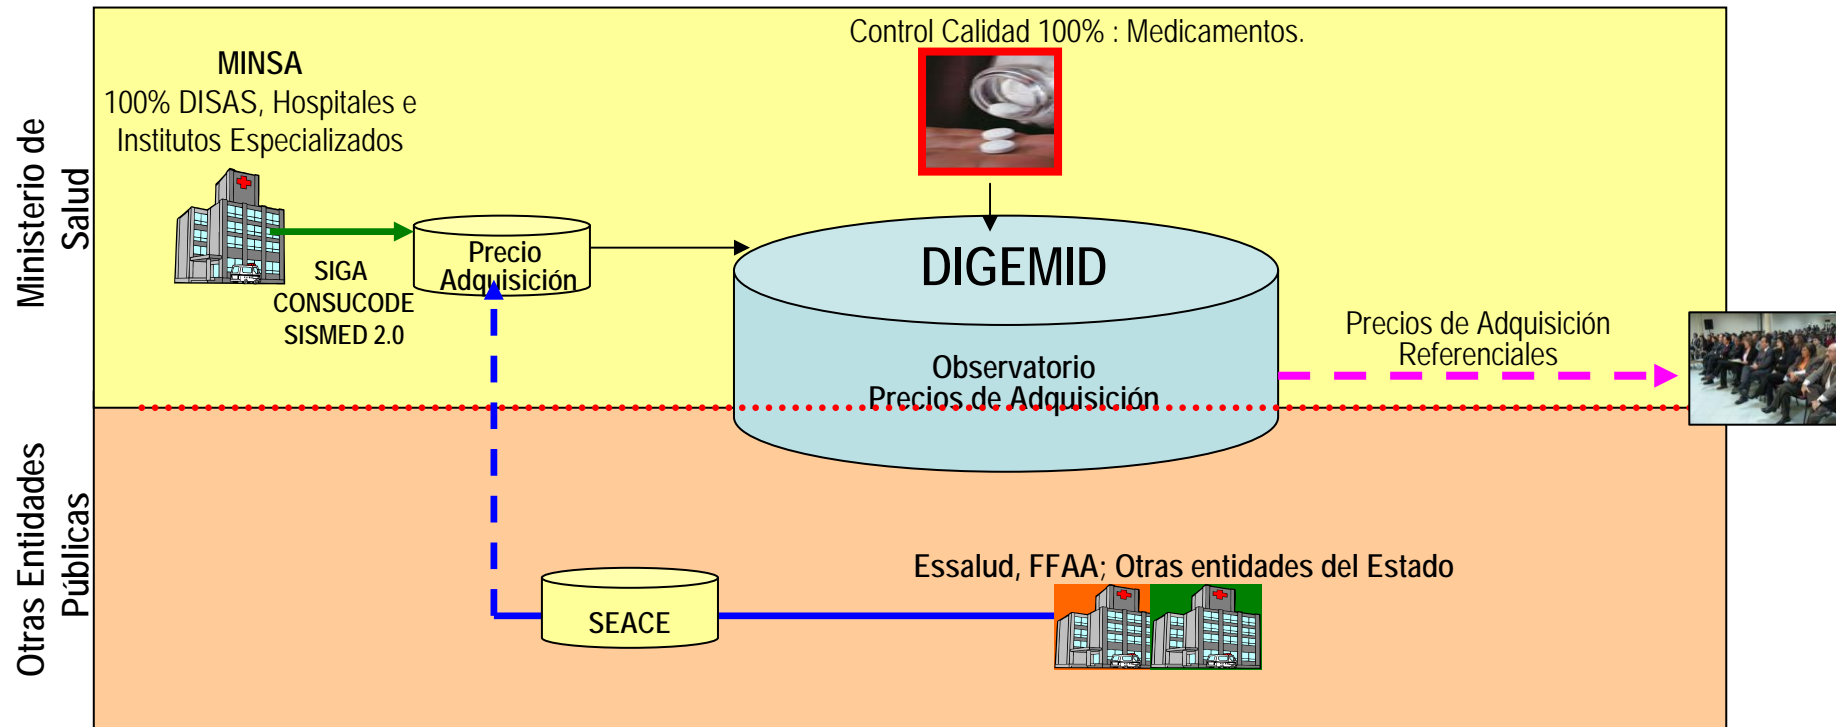 Control Calidad 100% : Medicamentos.
MINSA
100% DISAS, Hospitales e
Institutos Especializados
Ministerio de
Salud
Precio
Adquisición
SIGA
CONSUCODE
SISMED 2.0
DIGEMID
Observatorio
Precios de Adquisición
Precios de Adquisición
Referenciales
Otras Entidades
Públicas
Essalud, FFAA; Otras entidades del Estado
SEACE